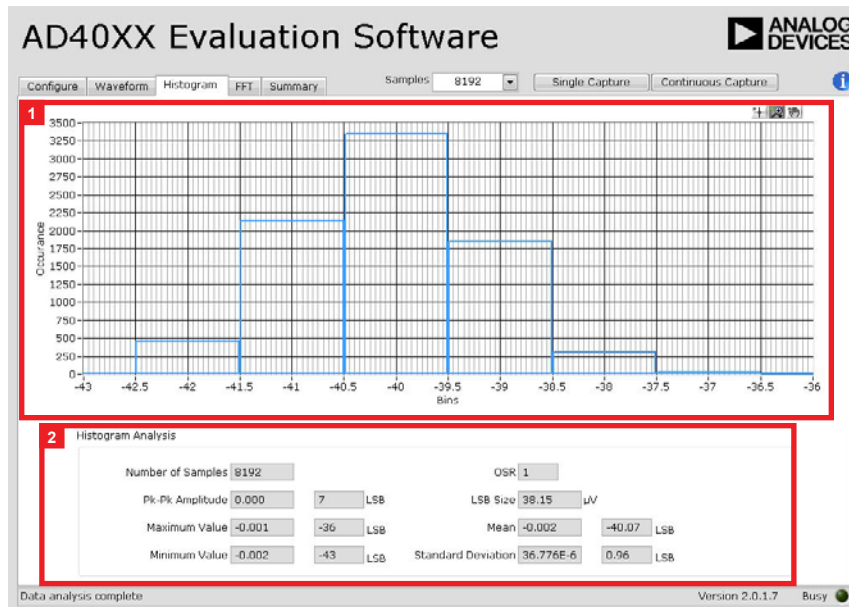 AD40XX Evaluation Software
ANALOG
DEVICES
Configure Waveform Histogram FFT Summary Samples 8192 Single Capture Continuous Capture i
1
3500
3250
3000
2750
2500
2250
2000
1750
1500
1250
1000
750
500
250
0
Occurance
-43 -42.5 -42 -41.5 -41 -40.5 -40 -39.5 -39 -38.5 -38 -37.5 -37 -36.5 -36
Bins
2
Histogram Analysis
Number of Samples 8192 OSR 1
Pk-Pk Amplitude 0.000 7 LSB LSB Size 38.15 µV
Maximum Value -0.001 -36 LSB Mean -0.002 -40.07 LSB
Minimum Value -0.002 -43 LSB Standard Deviation 36.776E-6 0.96 LSB
Data analysis complete Version 2.0.1.7 Busy